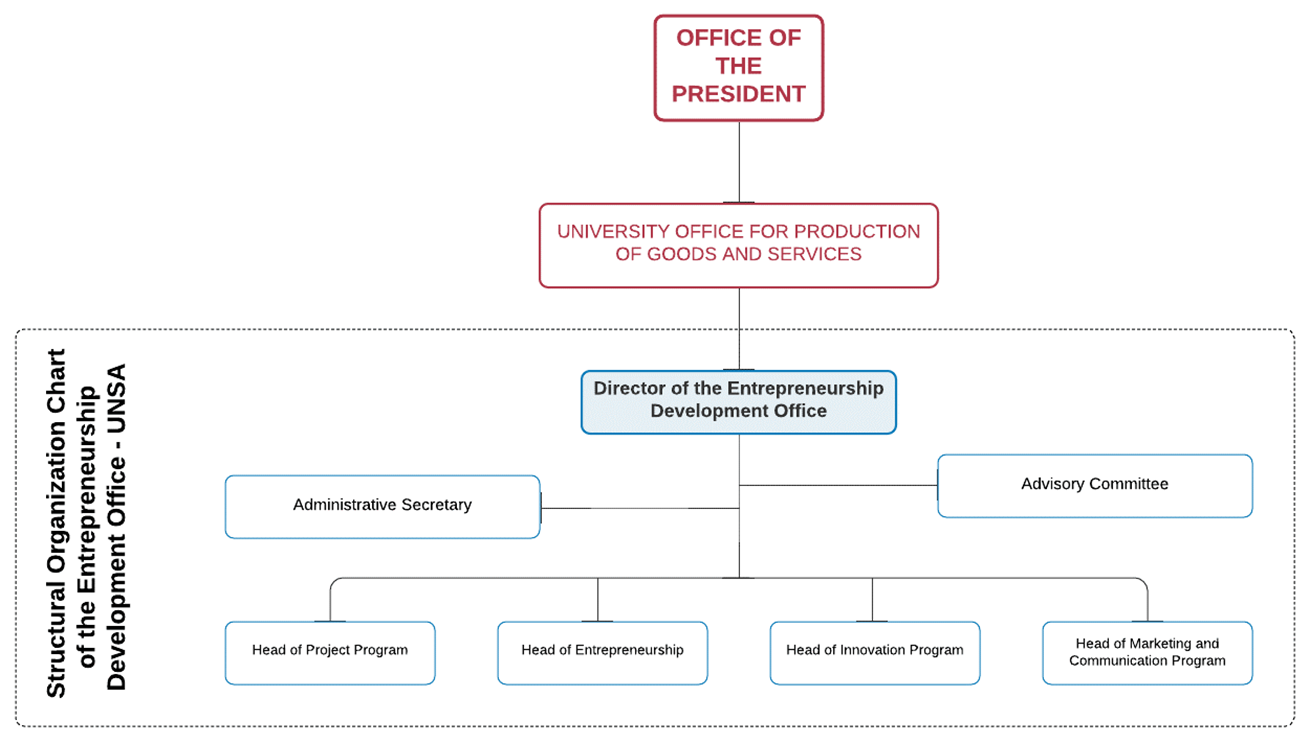 OFFICE OF
THE
PRESIDENT
UNIVERSITY OFFICE FOR PRODUCTION
OF GOODS AND SERVICES
Structural Organization Chart
of the Entrepreneurship
Development Office - UNSA
Director of the Entrepreneurship
Development Office
Administrative Secretary
Advisory Committee
Head of Project Program
Head of Entrepreneurship
Head of Innovation Program
Head of Marketing and
Communication Program